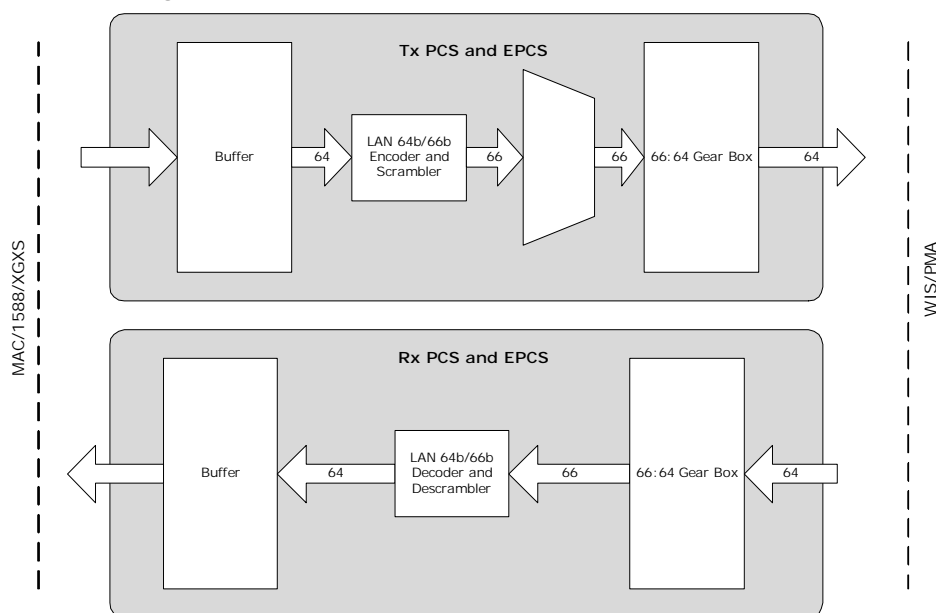 Tx PCS and EPCS
Buffer
64
LAN 64b/66b
Encoder and
Scrambler
66
66
66:64 Gear Box
64
MAC/1588/XGXS
WIS/PMA
Rx PCS and EPCS
Buffer
64
LAN 64b/66b
Decoder and
Descrambler
66
66:64 Gear Box
64